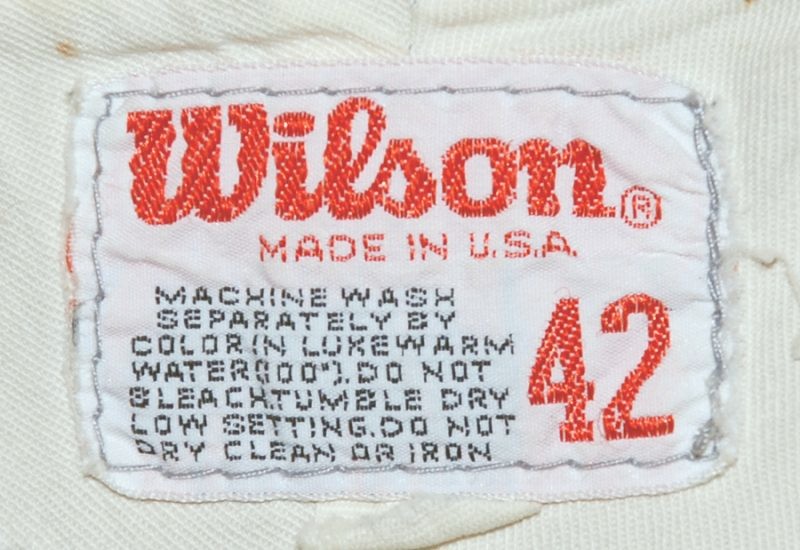 Wilson®
MADE IN U.S.A.
MACHINE WASH
SEPARATELY BY
COLOR IN LUKEWARM
WATER(100°).DO NOT
BLEACH.TUMBLE DRY
LOW SETTING.DO NOT
DRY CLEAN OR IRON
42